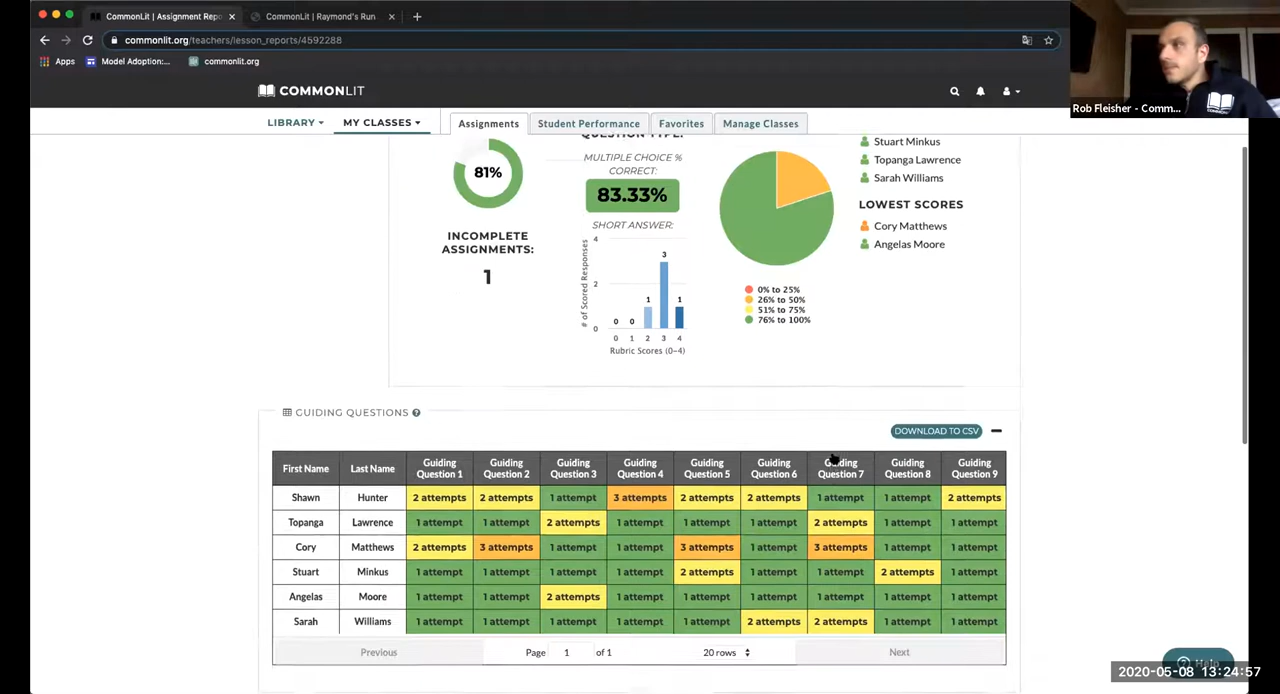 CommonLit | Assignment Repo
CommonLit | Raymond's Run
commonlit.org/teachers/lesson_reports/4592288
Apps
Model Adoption:...
commonlit.org
Rob Fleisher - Comm...
COMMONLIT
LIBRARY
MY CLASSES
Assignments
Student Performance
Favorites
Manage Classes
QUESTION TYPE:
81%
INCOMPLETE
ASSIGNMENTS:
1
MULTIPLE CHOICE %
CORRECT:
83.33%
SHORT ANSWER:
# of Scored Responses
4
2
0
0 0 1 3 1
0 1 2 3 4
Rubric Scores (0-4)
0% to 25%
26% to 50%
51% to 75%
76% to 100%
Stuart Minkus
Topanga Lawrence
Sarah Williams
LOWEST SCORES
Cory Matthews
Angelas Moore
GUIDING QUESTIONS ?
DOWNLOAD TO CSV
First Name Last Name Guiding Question 1 Guiding Question 2 Guiding Question 3 Guiding Question 4 Guiding Question 5 Guiding Question 6 Guiding Question 7 Guiding Question 8 Guiding Question 9
Shawn Hunter 2 attempts 2 attempts 1 attempt 3 attempts 2 attempts 2 attempts 1 attempt 1 attempt 2 attempts
Topanga Lawrence 1 attempt 1 attempt 2 attempts 1 attempt 1 attempt 1 attempt 2 attempts 1 attempt 1 attempt
Cory Matthews 2 attempts 3 attempts 1 attempt 1 attempt 3 attempts 1 attempt 3 attempts 1 attempt 1 attempt
Stuart Minkus 1 attempt 1 attempt 1 attempt 1 attempt 2 attempts 1 attempt 1 attempt 2 attempts 1 attempt
Angelas Moore 1 attempt 1 attempt 2 attempts 1 attempt 1 attempt 1 attempt 1 attempt 1 attempt 1 attempt
Sarah Williams 1 attempt 1 attempt 1 attempt 1 attempt 1 attempt 2 attempts 2 attempts 1 attempt 1 attempt
Previous
Page 1 of 1
20 rows
Next
Help
2020-05-08 13:24:57